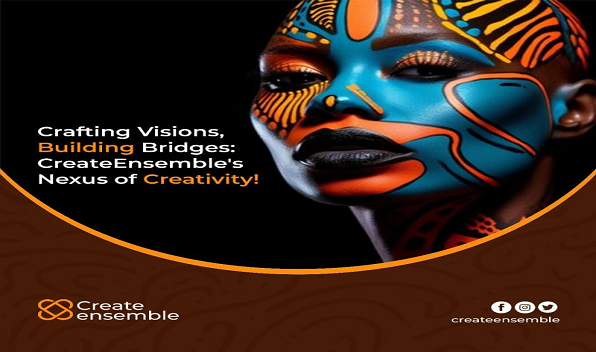 Crafting Visions,
Building Bridges:
CreateEnsemble's
Nexus of Creativity!
Create
ensemble
createensemble